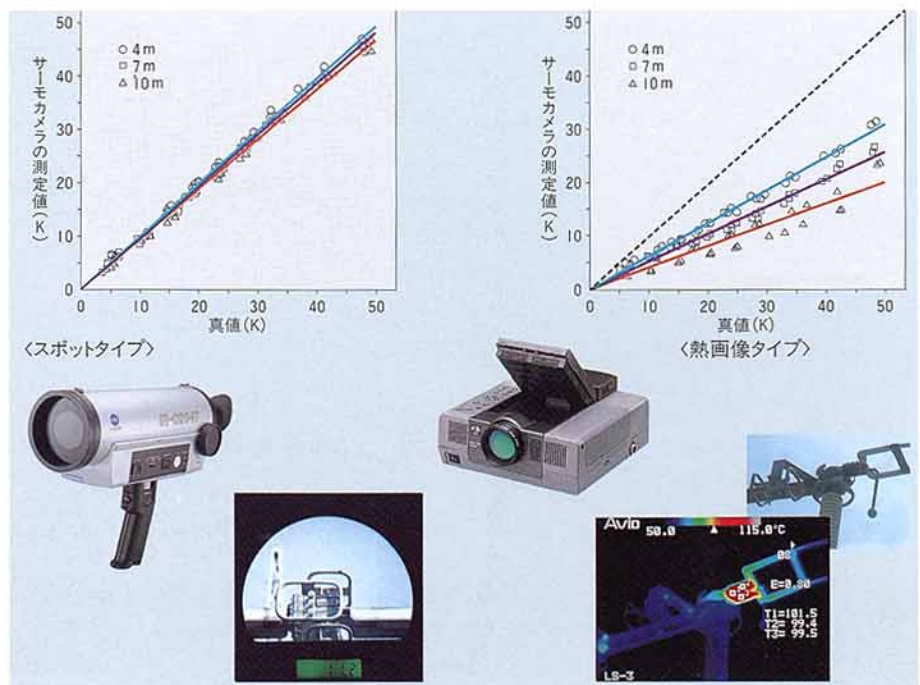 50
40
30
20
10
0
サーモカメラの測定値(K)
○ 4m
□ 7m
△ 10m
0 10 20 30 40 50
真値(K)
〈スポットタイプ〉
50
40
30
20
10
0
サーモカメラの測定値(K)
○ 4m
□ 7m
△ 10m
0 10 20 30 40 50
真値(K)
〈熱画像タイプ〉
Avio
50.0 115.0°C
E=0.80
T1=101.5
T2= 99.4
T3= 99.5
LS-3